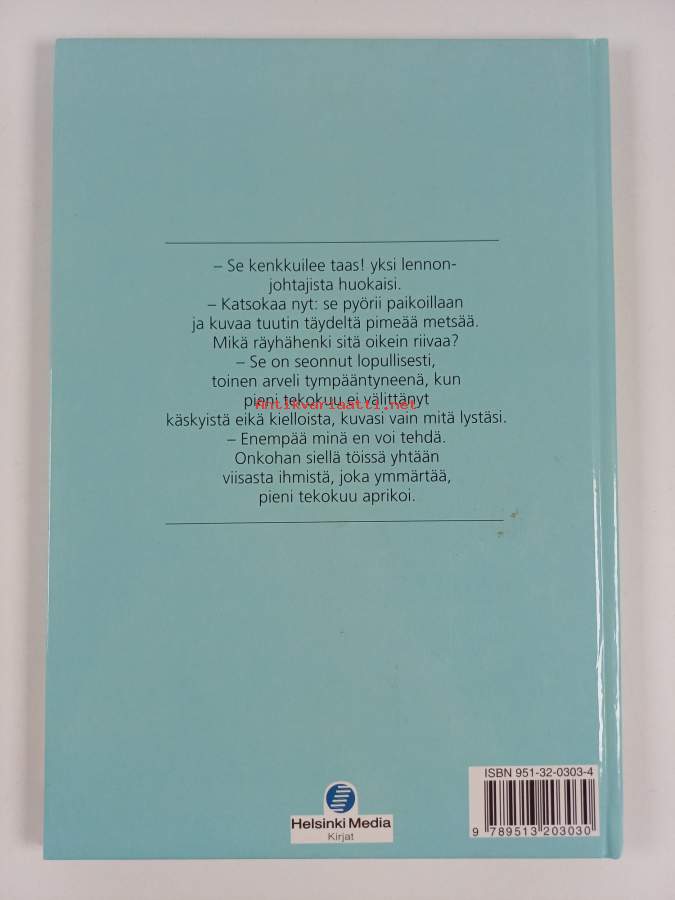 – Se kenkkuilee taas! yksi lennon-
johtajista huokaisi.
– Katsokaa nyt: se pyörii paikoillaan
ja kuvaa tuutin täydeltä pimeää metsää.
Mikä räyhähenki sitä oikein riivaa?
– Se on seonnut lopullisesti,
toinen arveli tympääntyneenä, kun
pieni tekokuu ei välittänyt
Antikvariaatti.net
käskyistä eikä kielloista, kuvasi vain mitä lystäsi.
– Enempää minä en voi tehdä.
Onkohan siellä töissä yhtään
viisasta ihmistä, joka ymmärtää,
pieni tekokuu aprikoi.
ISBN 951-32-0303-4
9 789513 203030
Helsinki Media
Kirjat